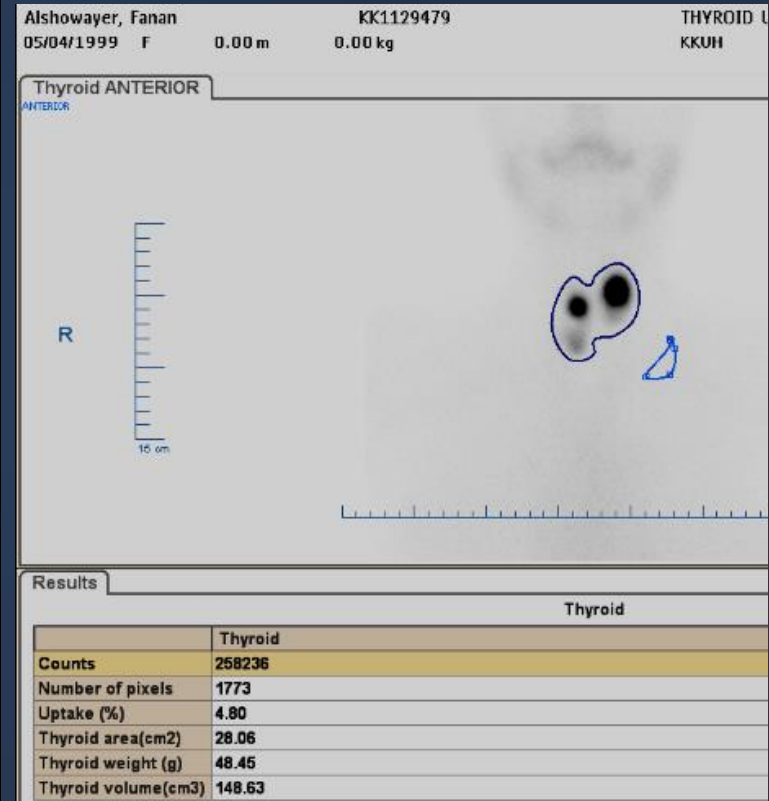 Alshowayer, Fanan KK1129479 THYROID
05/04/1999 F 0.00 m 0.00 kg KKUH
Thyroid ANTERIOR
ANTERIOR
R
15 cm
Results
Thyroid
Thyroid
Counts 258236
Number of pixels 1773
Uptake (%) 4.80
Thyroid area(cm2) 28.06
Thyroid weight (g) 48.45
Thyroid volume(cm3) 148.63